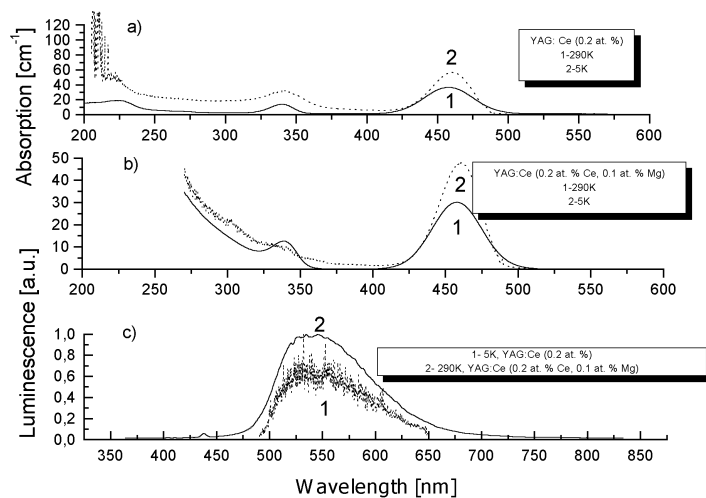 Absorption [cm⁻¹]
Luminescence [a.u.]
a)
120
100
80
60
40
20
0
2
1
YAG: Ce (0.2 at. %)
1-290K
2-5K
200 250 300 350 400 450 500 550 600
b)
50
40
30
20
10
0
2
1
YAG:Ce (0.2 at. % Ce, 0.1 at. % Mg)
1-290K
2-5K
200 250 300 350 400 450 500 550 600
c)
1,0
0,8
0,6
0,4
0,2
0,0
2
1
1- 5K, YAG:Ce (0.2 at. %)
2- 290K, YAG:Ce (0.2 at. % Ce, 0.1 at. % Mg)
350 400 450 500 550 600 650 700 750 800 850
Wavelength [nm]